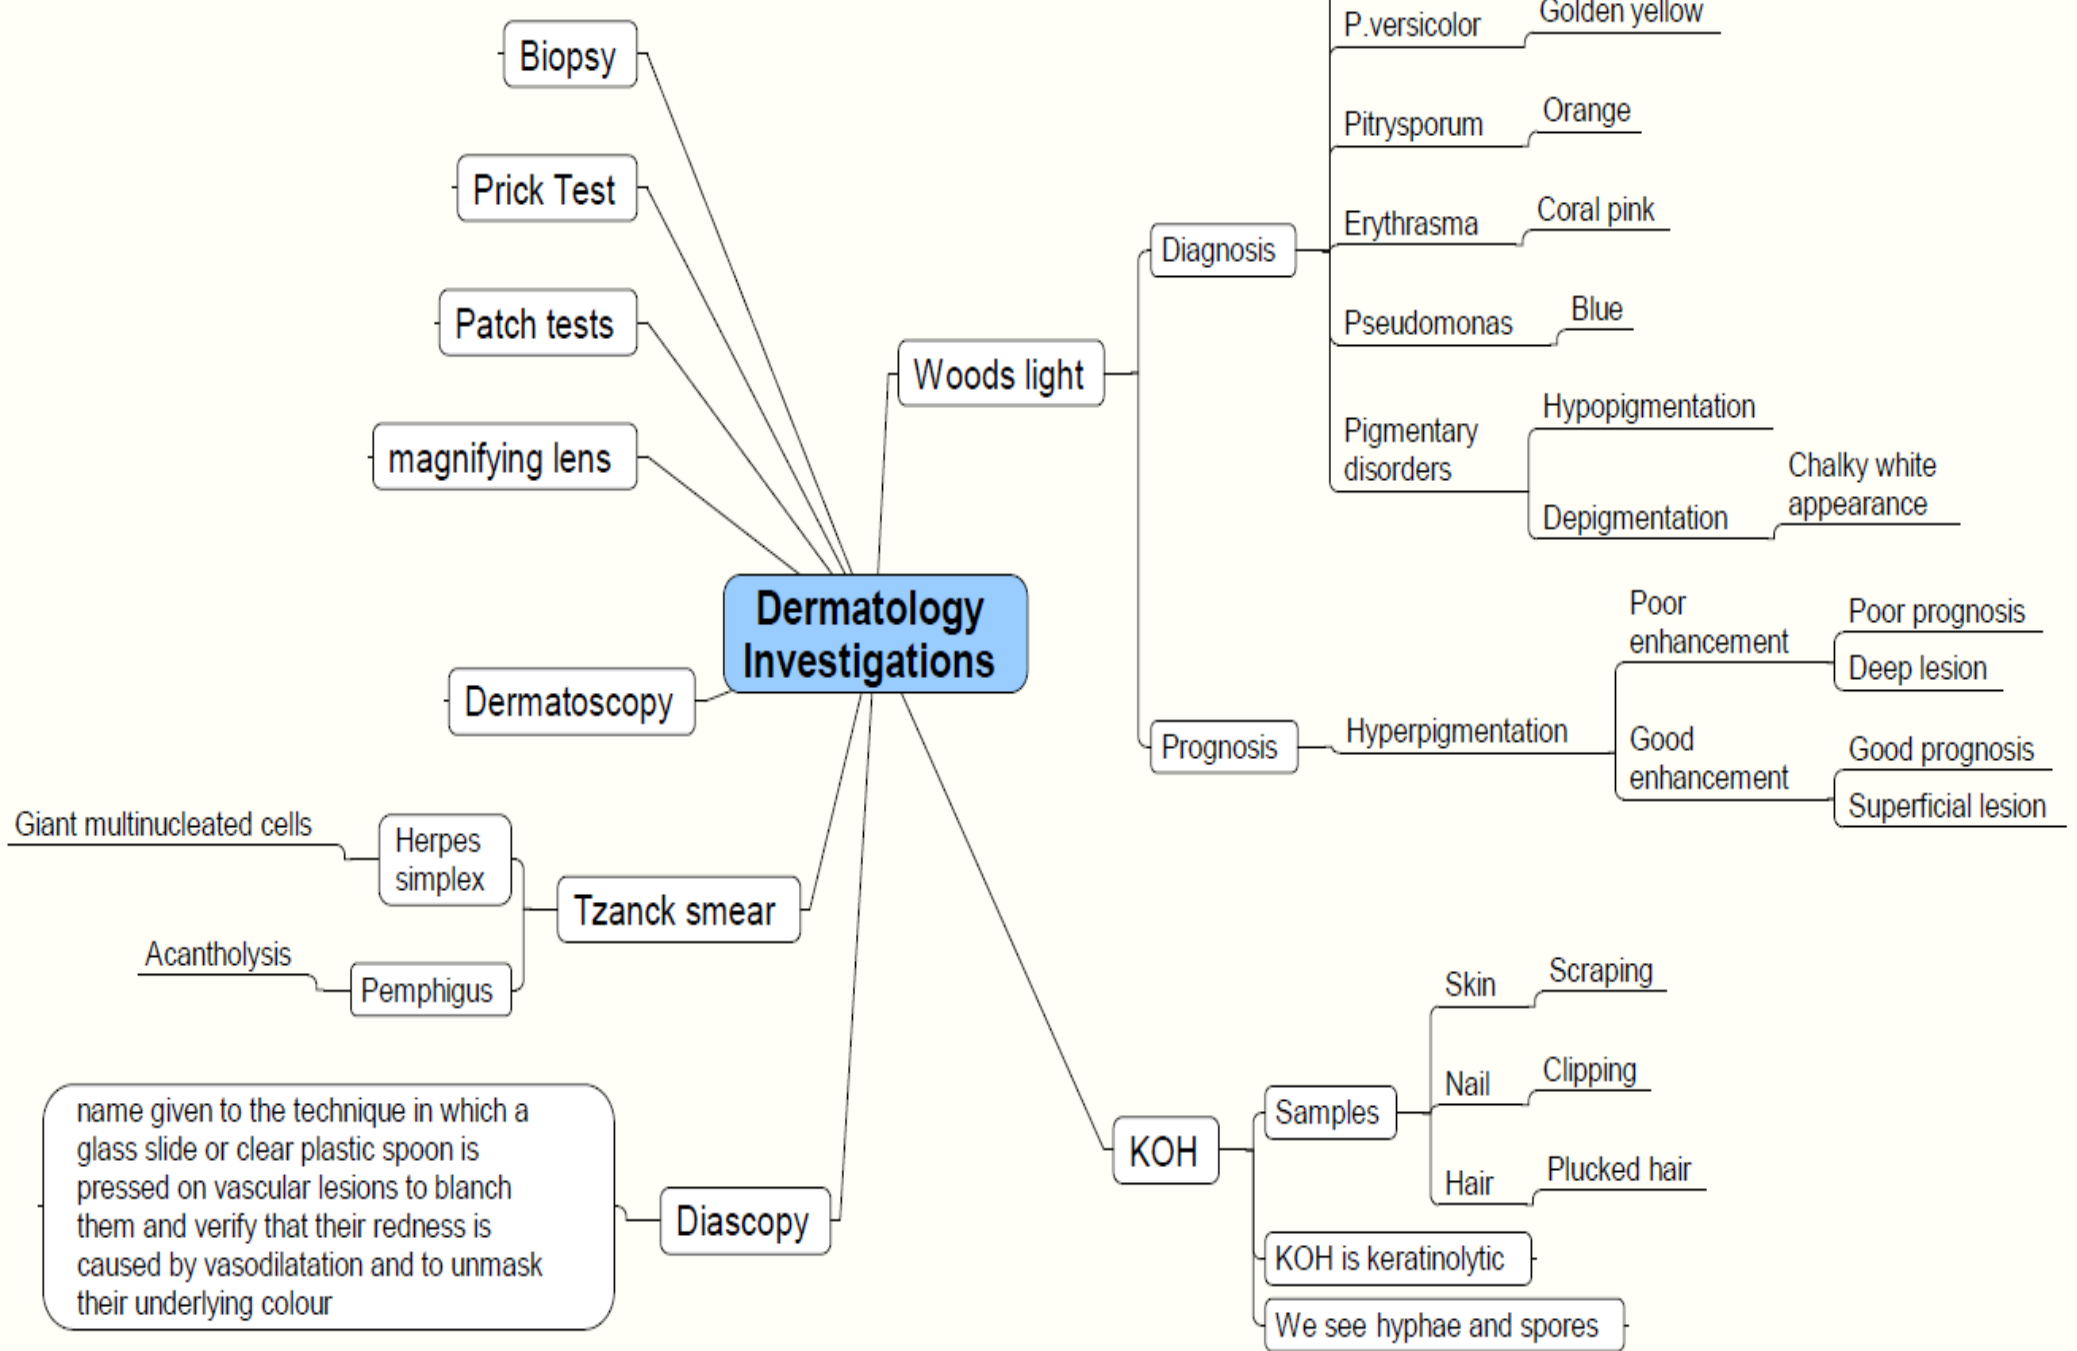 Dermatology
Investigations
Biopsy
Prick Test
Patch tests
magnifying lens
Dermatoscopy
Tzanck smear
Herpes
simplex
Giant multinucleated cells
Pemphigus
Acantholysis
Diascopy
name given to the technique in which a
glass slide or clear plastic spoon is
pressed on vascular lesions to blanch
them and verify that their redness is
caused by vasodilatation and to unmask
their underlying colour
Woods light
Diagnosis
P.versicolor
Golden yellow
Pitrysporum
Orange
Erythrasma
Coral pink
Pseudomonas
Blue
Pigmentary
disorders
Hypopigmentation
Depigmentation
Chalky white
appearance
Prognosis
Hyperpigmentation
Poor
enhancement
Poor prognosis
Deep lesion
Good
enhancement
Good prognosis
Superficial lesion
KOH
Samples
Skin
Scraping
Nail
Clipping
Hair
Plucked hair
KOH is keratinolytic
We see hyphae and spores